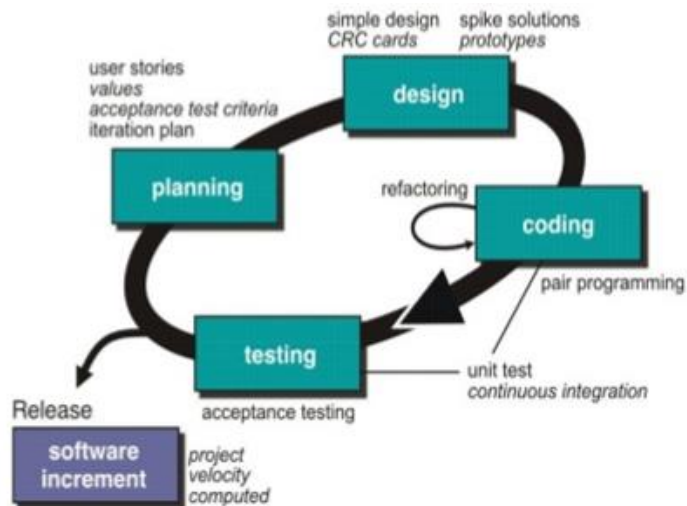 simple design
CRC cards
spike solutions
prototypes
user stories
values
acceptance test criteria
iteration plan
design
planning
refactoring
coding
pair programming
testing
unit test
continuous integration
acceptance testing
Release
software
increment
project
velocity
computed